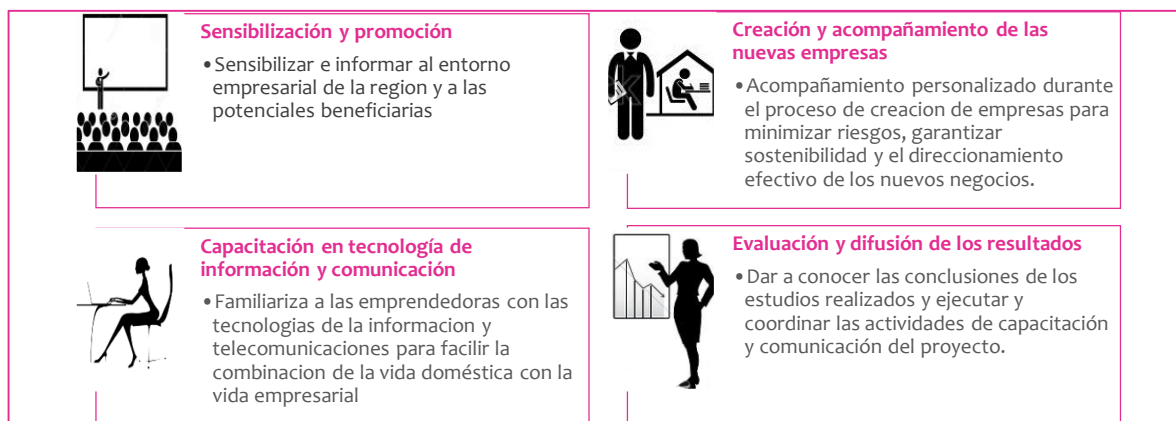 Sensibilización y promoción
•Sensibilizar e informar al entorno
empresarial de la region y a las
potenciales beneficiarias
Creación y acompañamiento de las
nuevas empresas
•Acompañamiento personalizado durante
el proceso de creacion de empresas para
minimizar riesgos, garantizar
sostenibilidad y el direccionamiento
efectivo de los nuevos negocios.
Capacitación en tecnología de
información y comunicación
•Familiariza a las emprendedoras con las
tecnologias de la informacion y
telecomunicaciones para facilir la
combinacion de la vida doméstica con la
vida empresarial
Evaluación y difusión de los resultados
•Dar a conocer las conclusiones de los
estudios realizados y ejecutar y
coordinar las actividades de capacitación
y comunicación del proyecto.